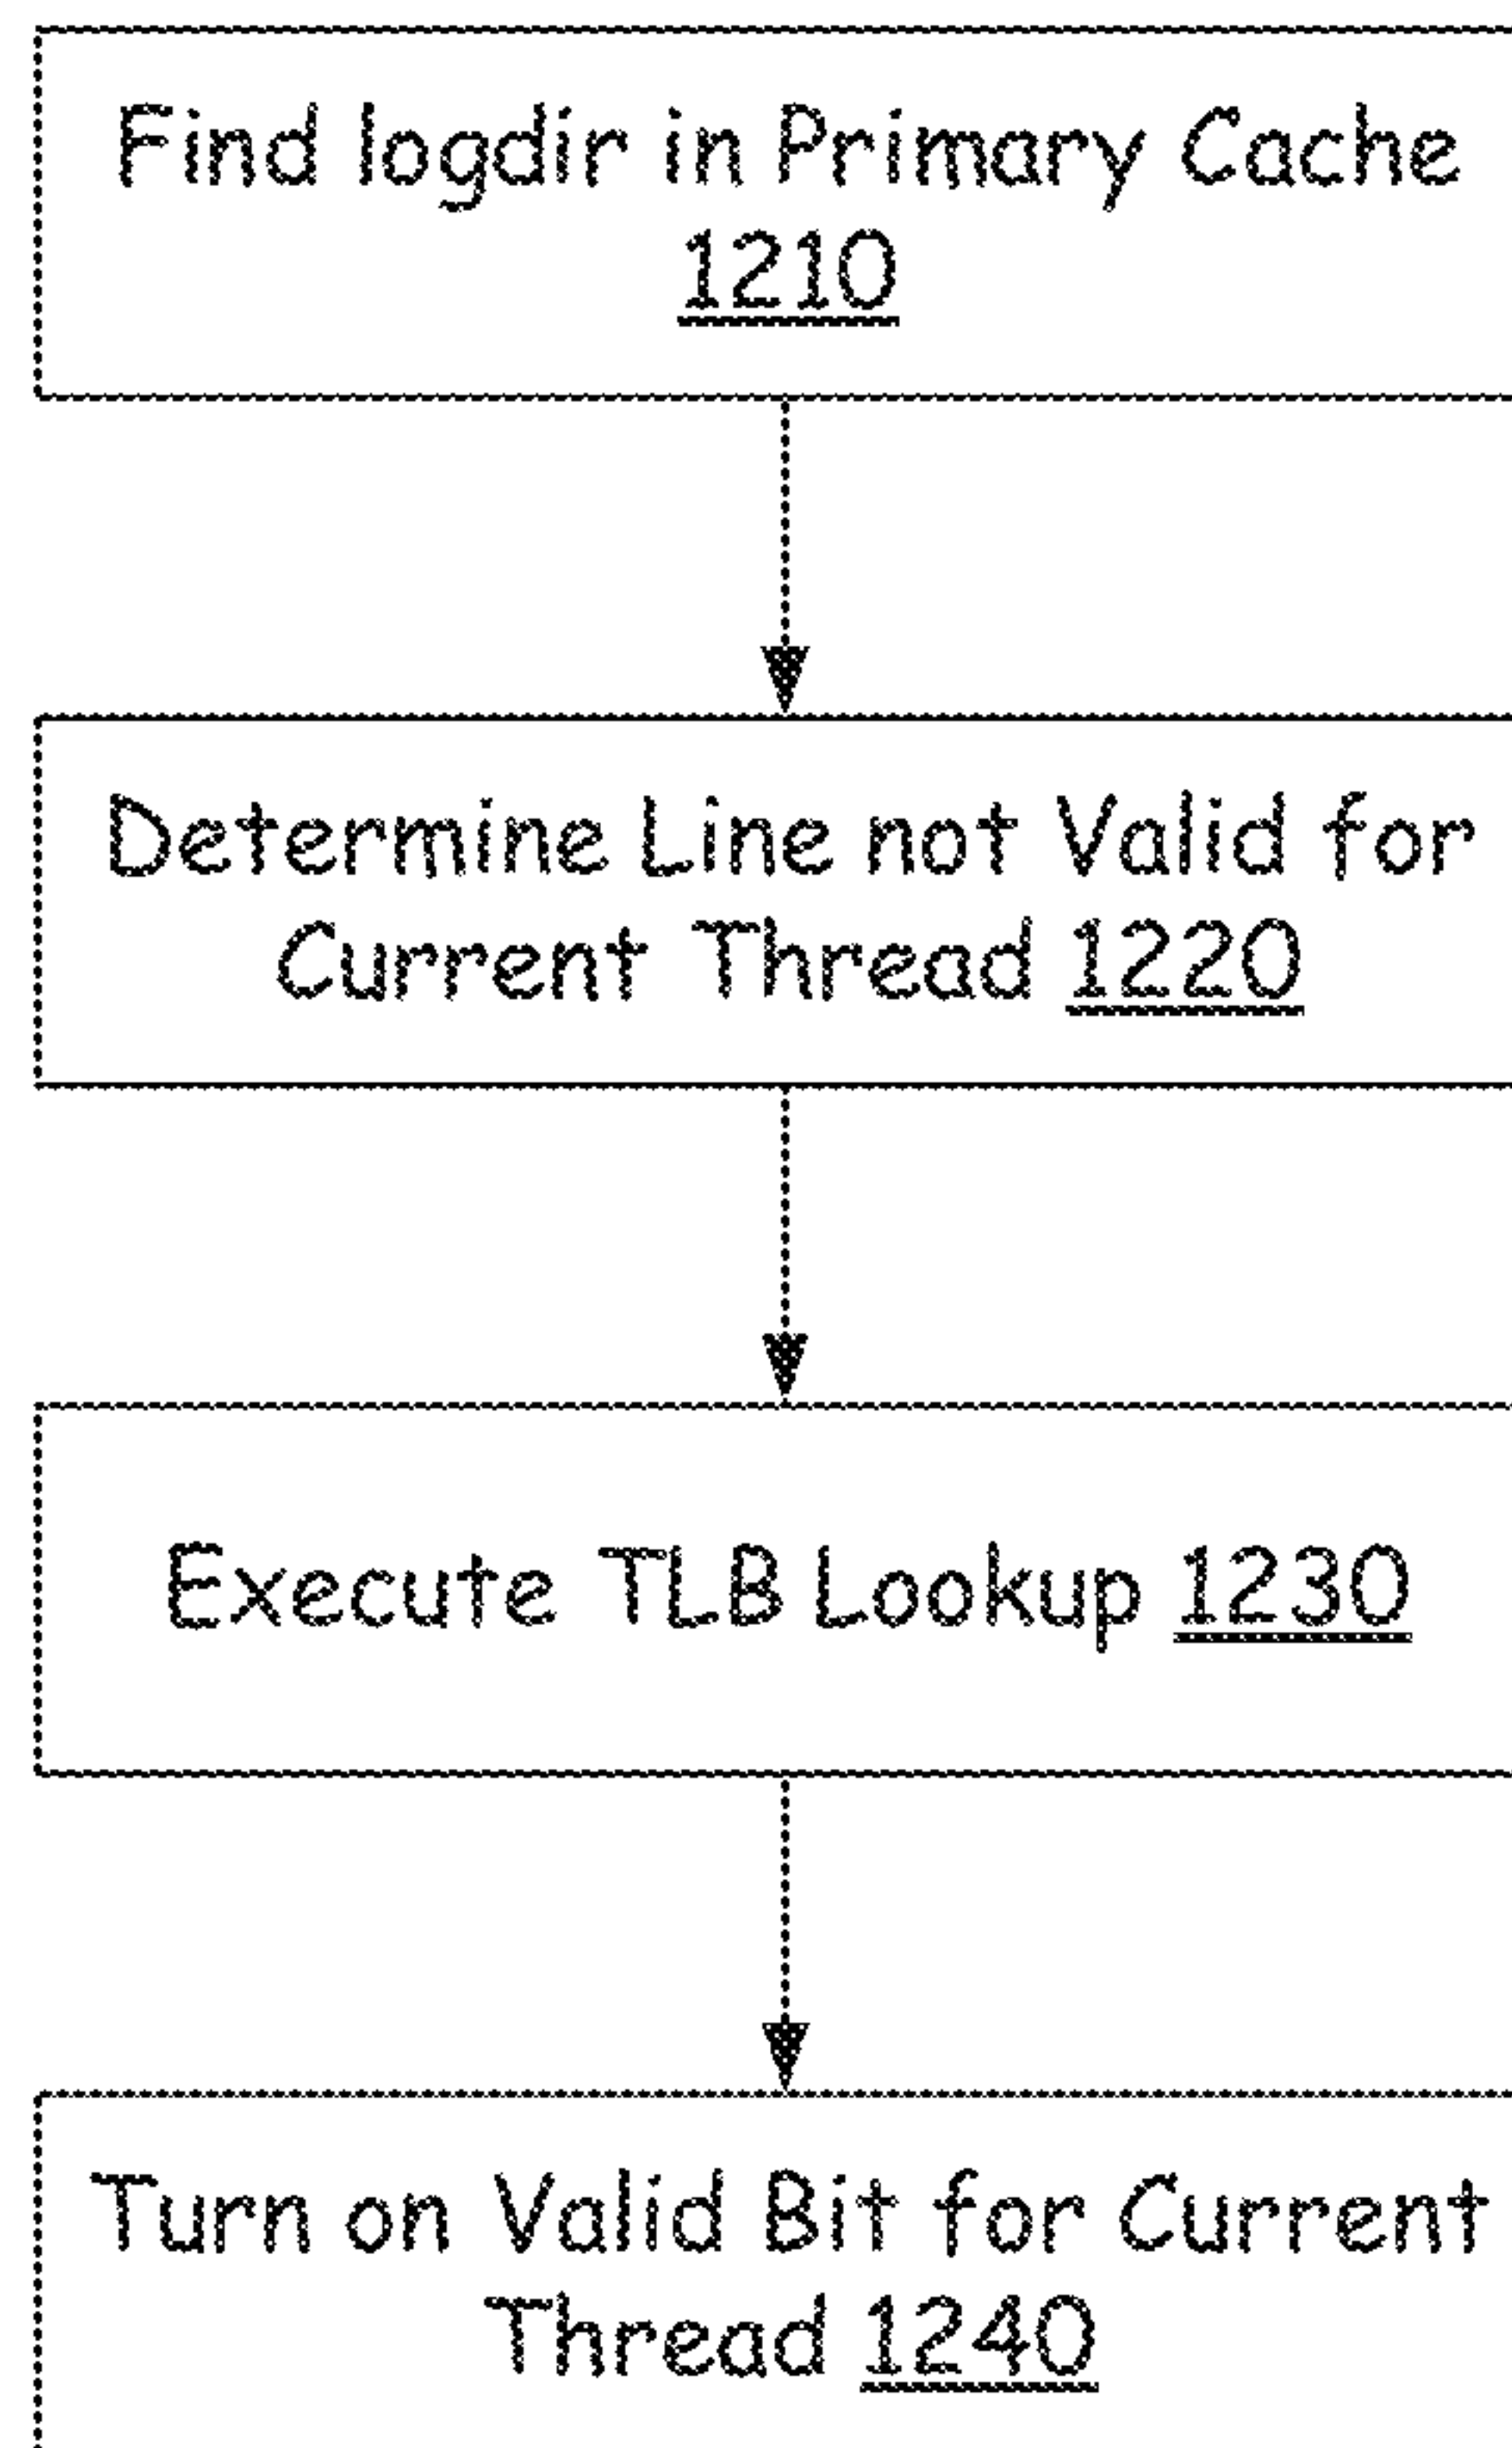 Find logdir in Primary Cache
1210
Determine Line not Valid for
Current Thread 1220
Execute TLB Lookup 1230
Turn on Valid Bit for Current
Thread 1240